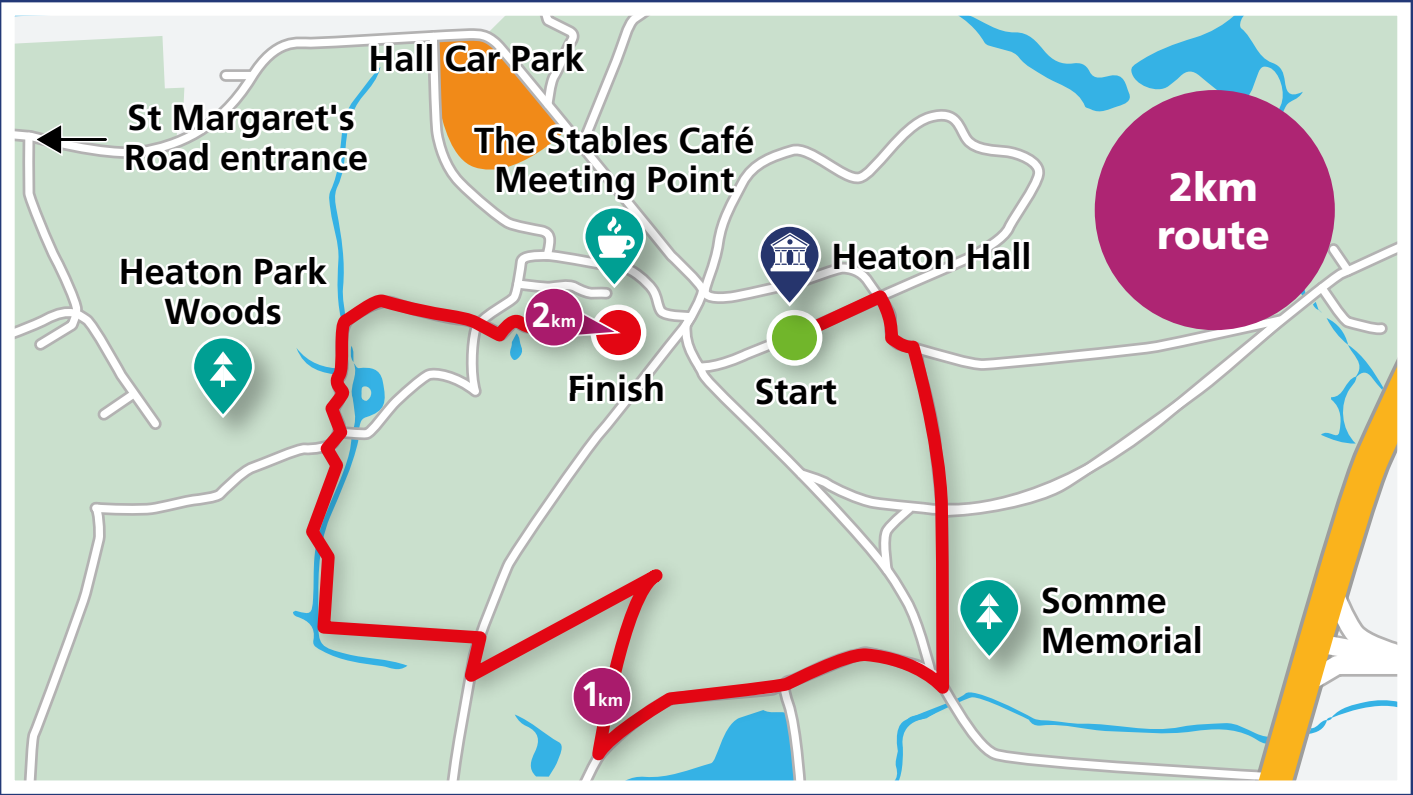 Hall Car Park
St Margaret's
Road entrance
The Stables Café
Meeting Point
2km
route
Heaton Hall
Heaton Park
Woods
2km
Finish
Start
Somme
Memorial
1km